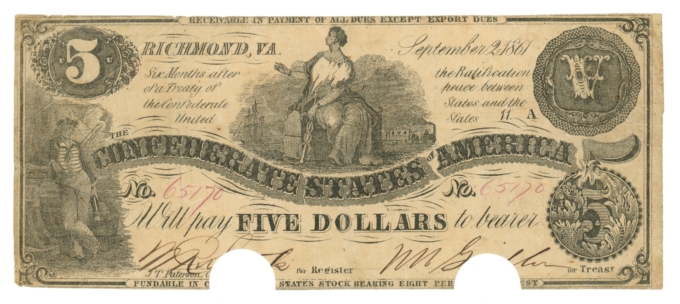 RECEIVABLE IN PAYMENT OF ALL DUES EXCEPT EXPORT DUES
5 RICHMOND, VA. September 2, 1861 V
Six Months after the Ratification
of a Treaty of peace between
the Confederate States and the
United States 11 A
THE CONFEDERATE STATES OF AMERICA
No. 65170 No. 65170
Will pay FIVE DOLLARS to bearer 5
for Register for Treasr
J. T. Paterson, C
FUNDABLE IN C STATES STOCK BEARING EIGHT PER